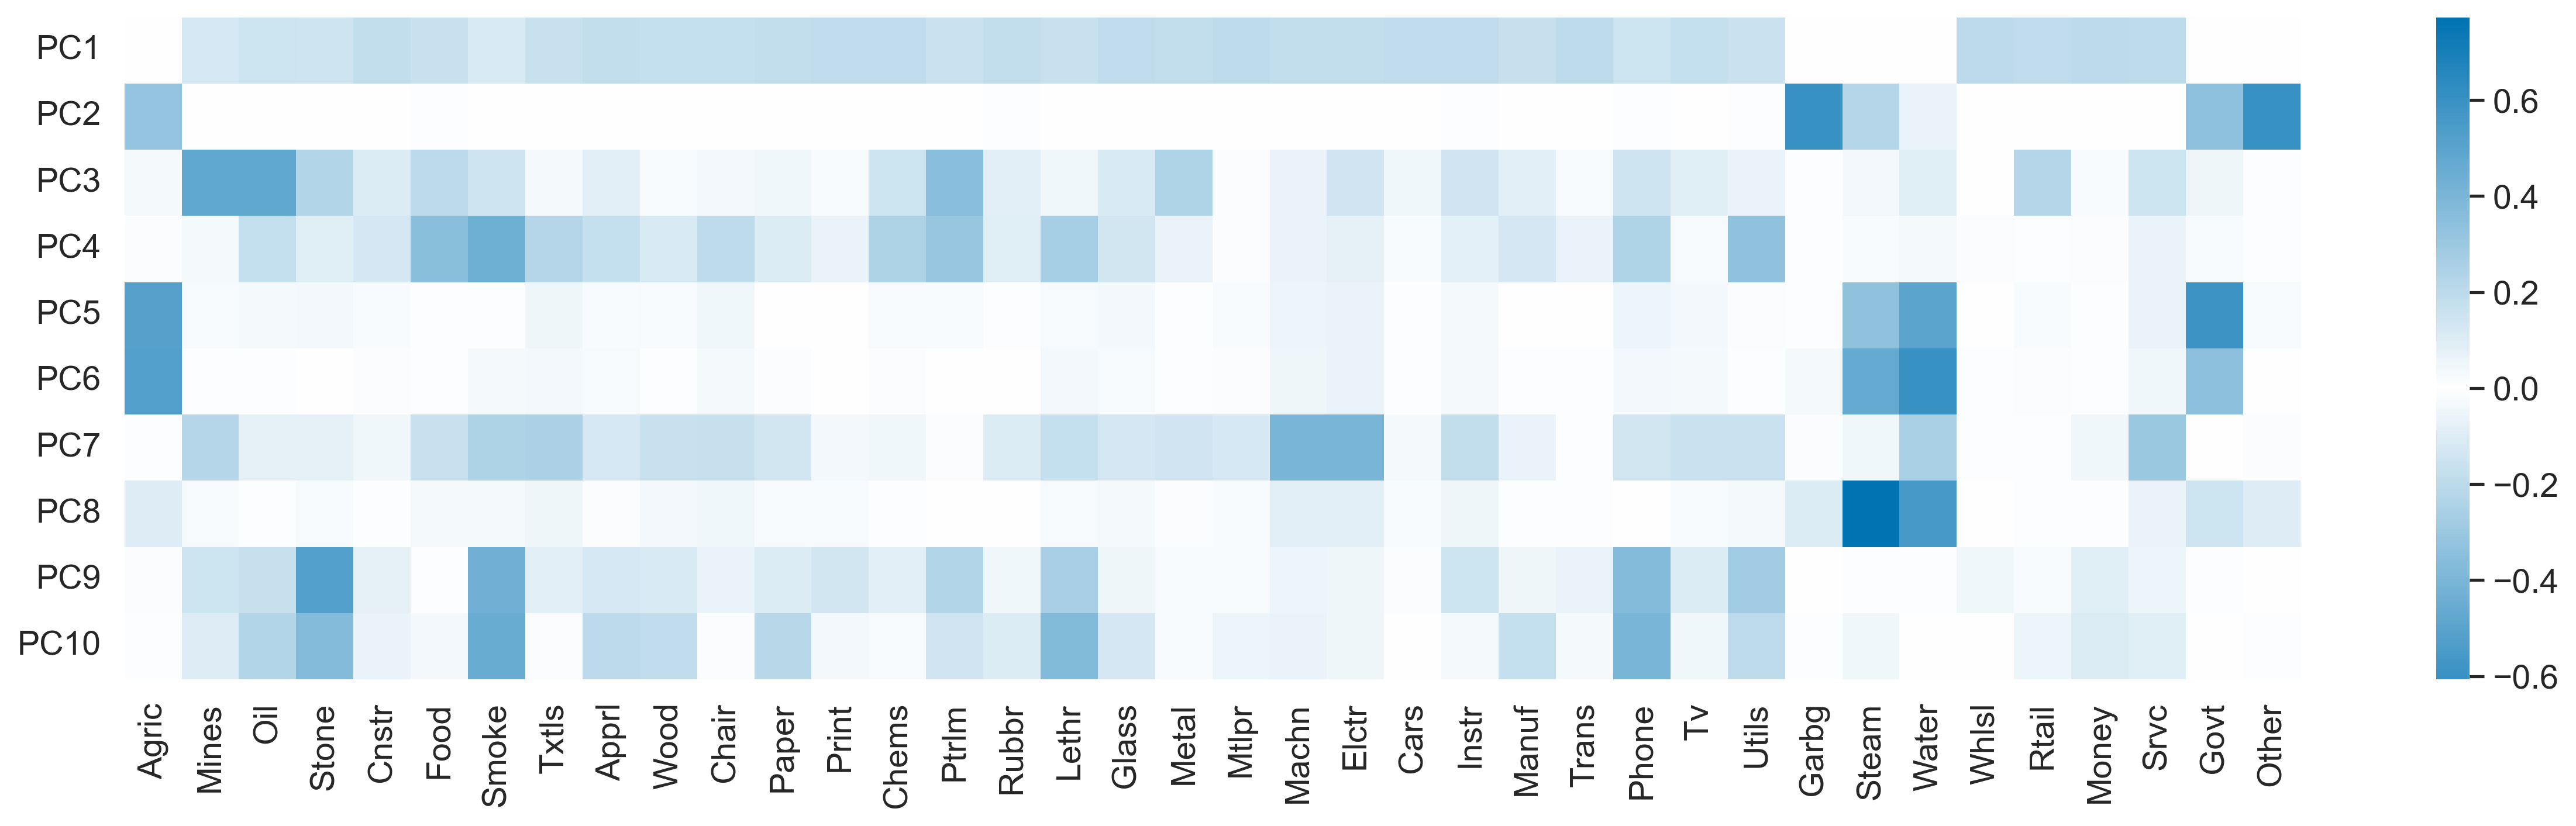 PC1
PC2
PC3
PC4
PC5
PC6
PC7
PC8
PC9
PC10
Agric Mines Oil Stone Cnstr Food Smoke Txtls Apprl Wood Chair Paper Print Chems Ptrlm Rubbr Lethr Glass Metal Mtlpr Machn Elctr Cars Instr Manuf Trans Phone Tv Utils Garbg Steam Water Whlsl Rtail Money Srvc Govt Other
0.6
0.4
0.2
0.0
−0.2
−0.4
−0.6